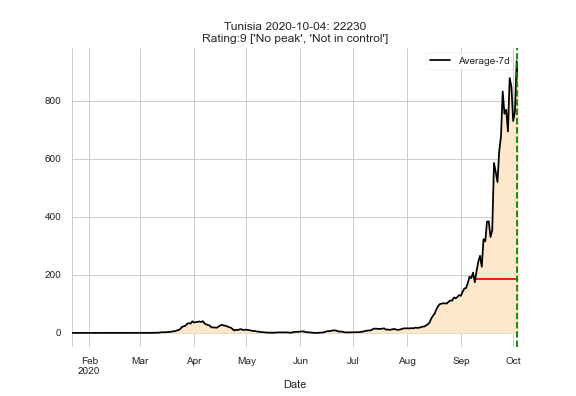 Tunisia 2020-10-04: 22230
Rating:9 ['No peak', 'Not in control']
Average-7d
800
600
400
200
0
Feb Mar Apr May Jun Jul Aug Sep Oct
2020
Date